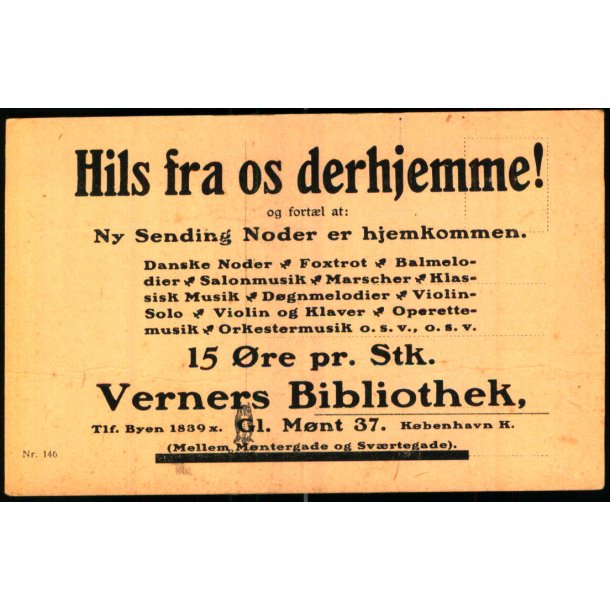 Hils fra os derhjemme!
og fortæl at:
Ny Sending Noder er hjemkommen.
Danske Noder Foxtrot Balmelo-
dier Salonmusik Marscher Klas-
sisk Musik Døgnmelodier Violin-
Solo Violin og Klaver Operette-
musik Orkestermusik o. s. v., o. s. v.
15 Øre pr. Stk.
Verners Bibliothek,
Tlf. Byen 1839 x. Gl. Mønt 37. København K.
(Mellem Møntergade og Sværtegade).
Nr. 146